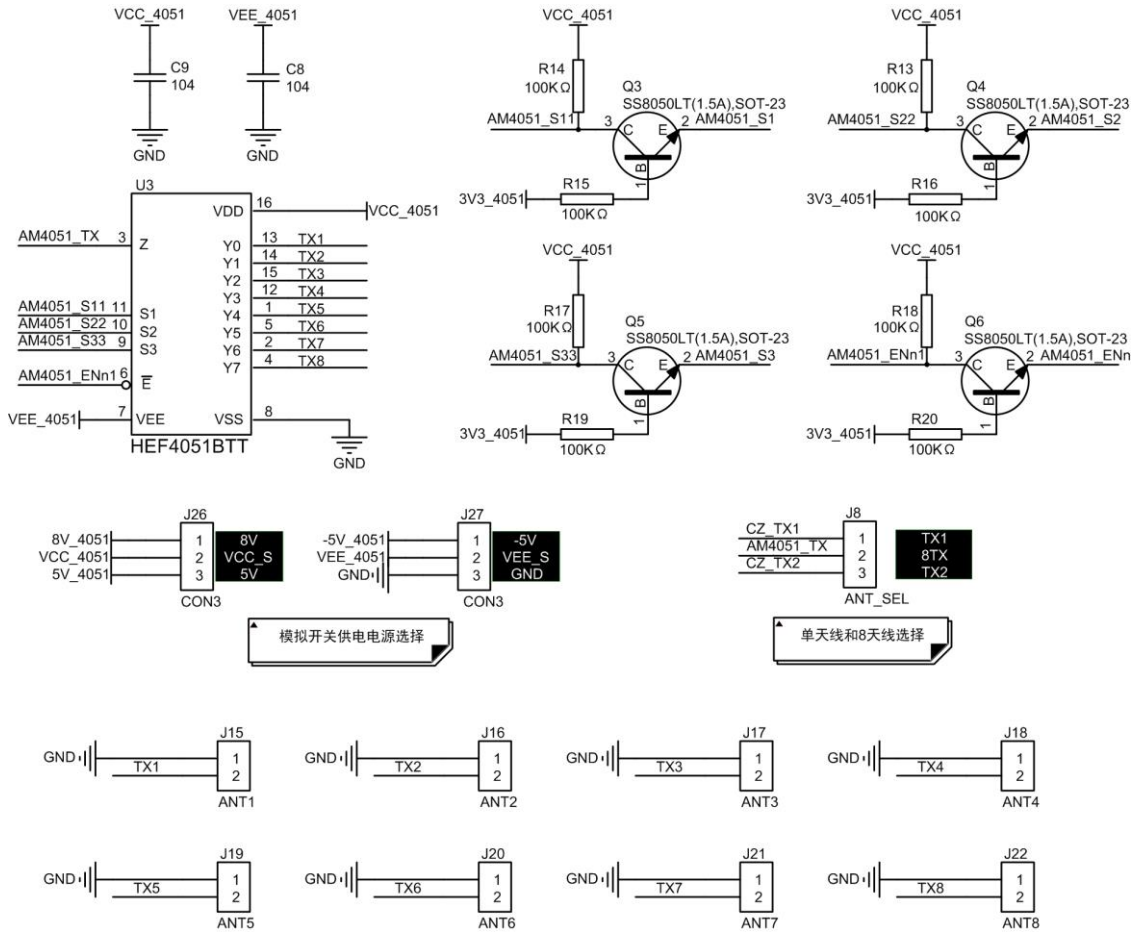 VCC_4051 VEE_4051
C9
104
C8
104
GND GND
U3
VDD 16 VCC_4051
AM4051_TX 3 Z
Y0 13 TX1
Y1 14 TX2
Y2 15 TX3
Y3 12 TX4
AM4051_S11 11 S1 Y4 1 TX5
AM4051_S22 10 S2 Y5 5 TX6
AM4051_S33 9 S3 Y6 2 TX7
Y7 4 TX8
AM4051_ENn1 6 E
VEE_4051 7 VEE VSS 8
HEF4051BTT
GND
VCC_4051
R14
100KΩ
Q3
SS8050LT(1.5A),SOT-23
AM4051_S11 3 C E 2 AM4051_S1
B
1
3V3_4051 R15
100KΩ
VCC_4051
R13
100KΩ
Q4
SS8050LT(1.5A),SOT-23
AM4051_S22 3 C E 2 AM4051_S2
B
1
3V3_4051 R16
100KΩ
VCC_4051
R17
100KΩ
Q5
SS8050LT(1.5A),SOT-23
AM4051_S33 3 C E 2 AM4051_S3
B
1
3V3_4051 R19
100KΩ
VCC_4051
R18
100KΩ
Q6
SS8050LT(1.5A),SOT-23
AM4051_ENn1 3 C E 2 AM4051_ENn
B
1
3V3_4051 R20
100KΩ
J26
8V_4051 1 8V
VCC_4051 2 VCC_S
5V_4051 3 5V
CON3
J27
-5V_4051 1 -5V
VEE_4051 2 VEE_S
GND 3 GND
CON3
模拟开关供电电源选择
J8
CZ_TX1 1 TX1
AM4051_TX 2 8TX
CZ_TX2 3 TX2
ANT_SEL
单天线和8天线选择
J15
GND 1
TX1 2
ANT1
J16
GND 1
TX2 2
ANT2
J17
GND 1
TX3 2
ANT3
J18
GND 1
TX4 2
ANT4
J19
GND 1
TX5 2
ANT5
J20
GND 1
TX6 2
ANT6
J21
GND 1
TX7 2
ANT7
J22
GND 1
TX8 2
ANT8